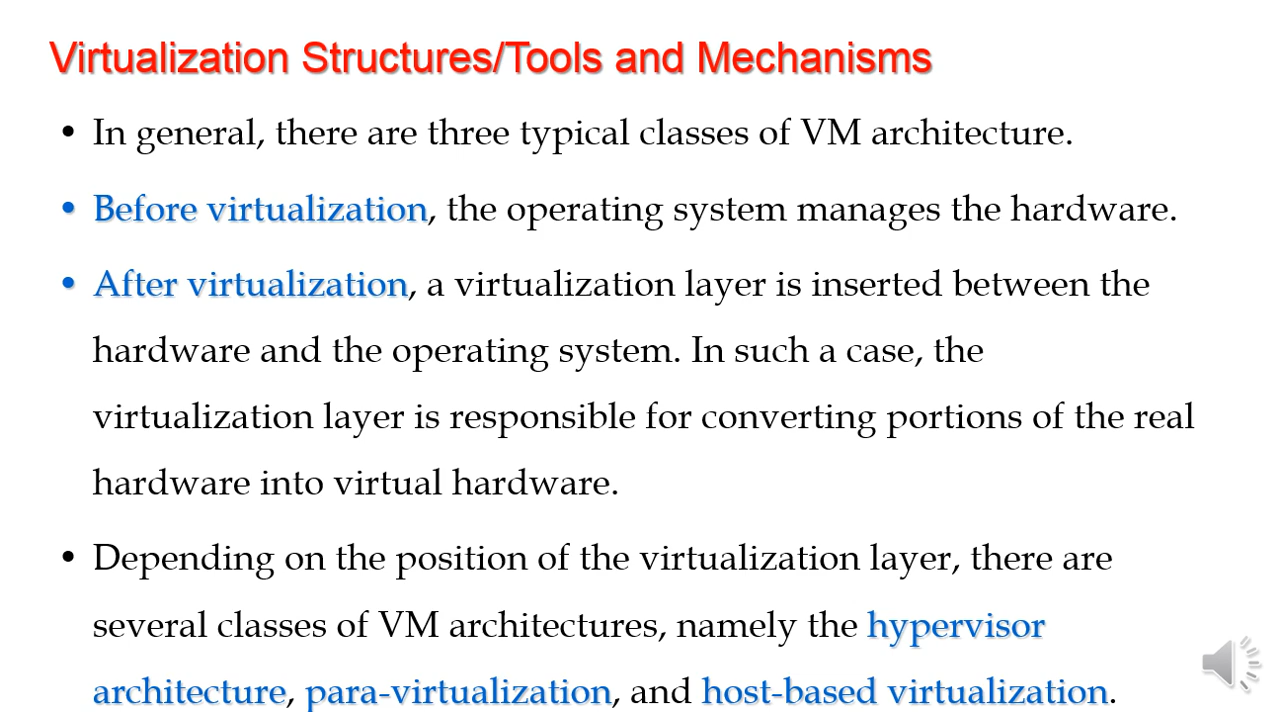 Virtualization Structures/Tools and Mechanisms
• In general, there are three typical classes of VM architecture.
• Before virtualization, the operating system manages the hardware.
• After virtualization, a virtualization layer is inserted between the
hardware and the operating system. In such a case, the
virtualization layer is responsible for converting portions of the real
hardware into virtual hardware.
• Depending on the position of the virtualization layer, there are
several classes of VM architectures, namely the hypervisor
architecture, para-virtualization, and host-based virtualization.